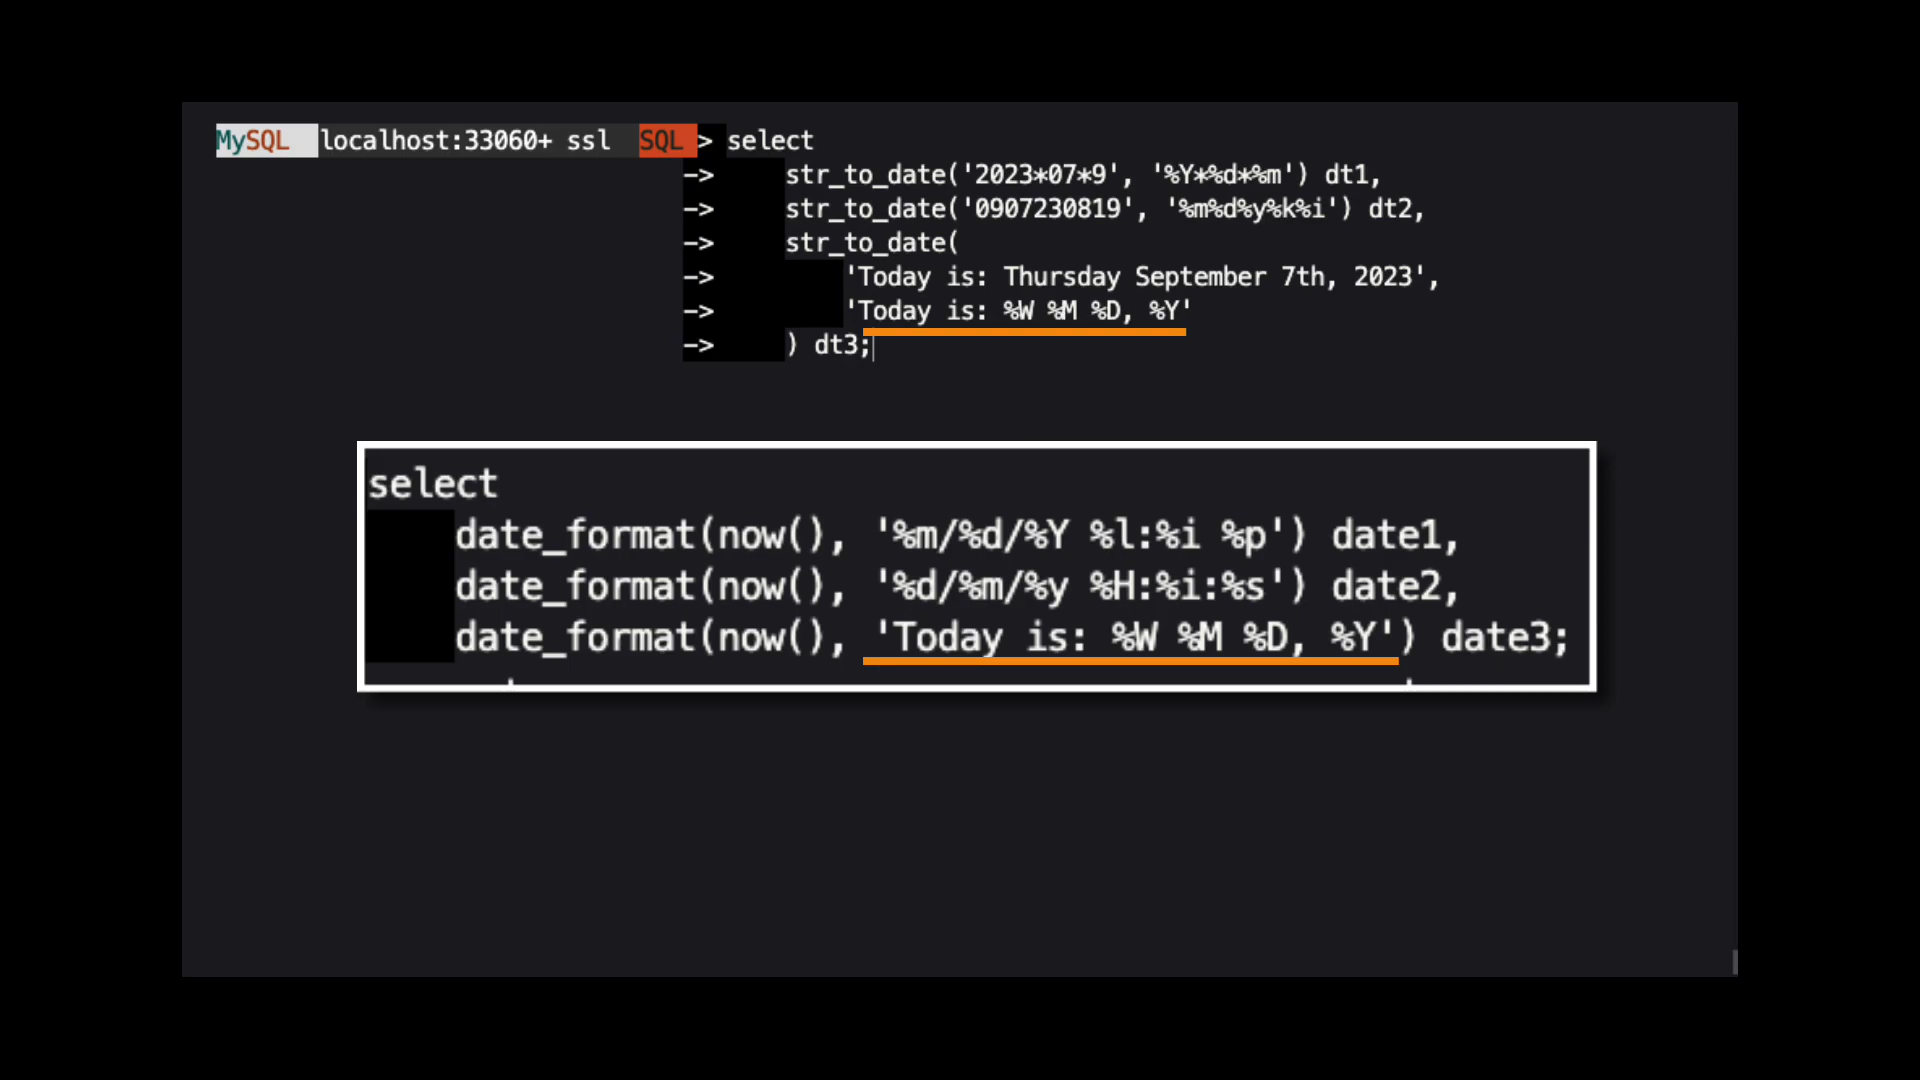 MySQL localhost:33060+ ssl SQL > select
-> str_to_date('2023*07*9', '%Y*%d*%m') dt1,
-> str_to_date('0907230819', '%m%d%y%k%i') dt2,
-> str_to_date(
-> 'Today is: Thursday September 7th, 2023',
-> 'Today is: %W %M %D, %Y'
-> ) dt3;
select
date_format(now(), '%m/%d/%Y %l:%i %p') date1,
date_format(now(), '%d/%m/%y %H:%i:%s') date2,
date_format(now(), 'Today is: %W %M %D, %Y') date3;